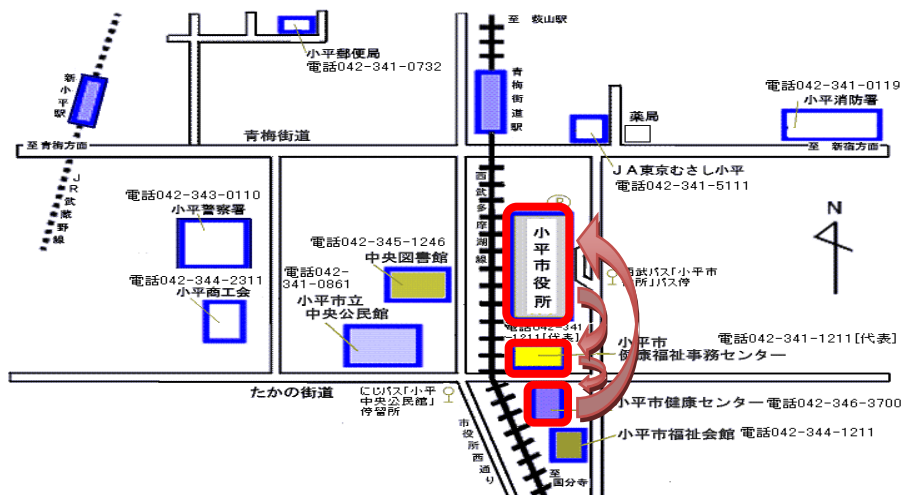 至 萩山駅
小平郵便局
電話042-341-0732
新小平駅
青梅街道駅
電話042-341-0119
小平消防署
薬局
青梅街道
至青梅方面
至 新宿方面
JA東京むさし小平
電話042-341-5111
JR武蔵野線
西武多摩湖線
電話042-343-0110
小平警察署
N
小平市役所
電話042-345-1246
中央図書館
電話042-344-2311
小平商工会
電話042-
341-0861
小平市立
中央公民館
西武バス「小平市
役所」バス停
電話042-341
-1211[代表]
小平市
健康福祉事務センター
電話042-341-1211[代表]
たかの街道
にじバス「小平
中央公民館」
停留所
小平市健康センター 電話042-346-3700
市役所西通り
小平市福祉会館 電話042-344-1211
至
国分寺